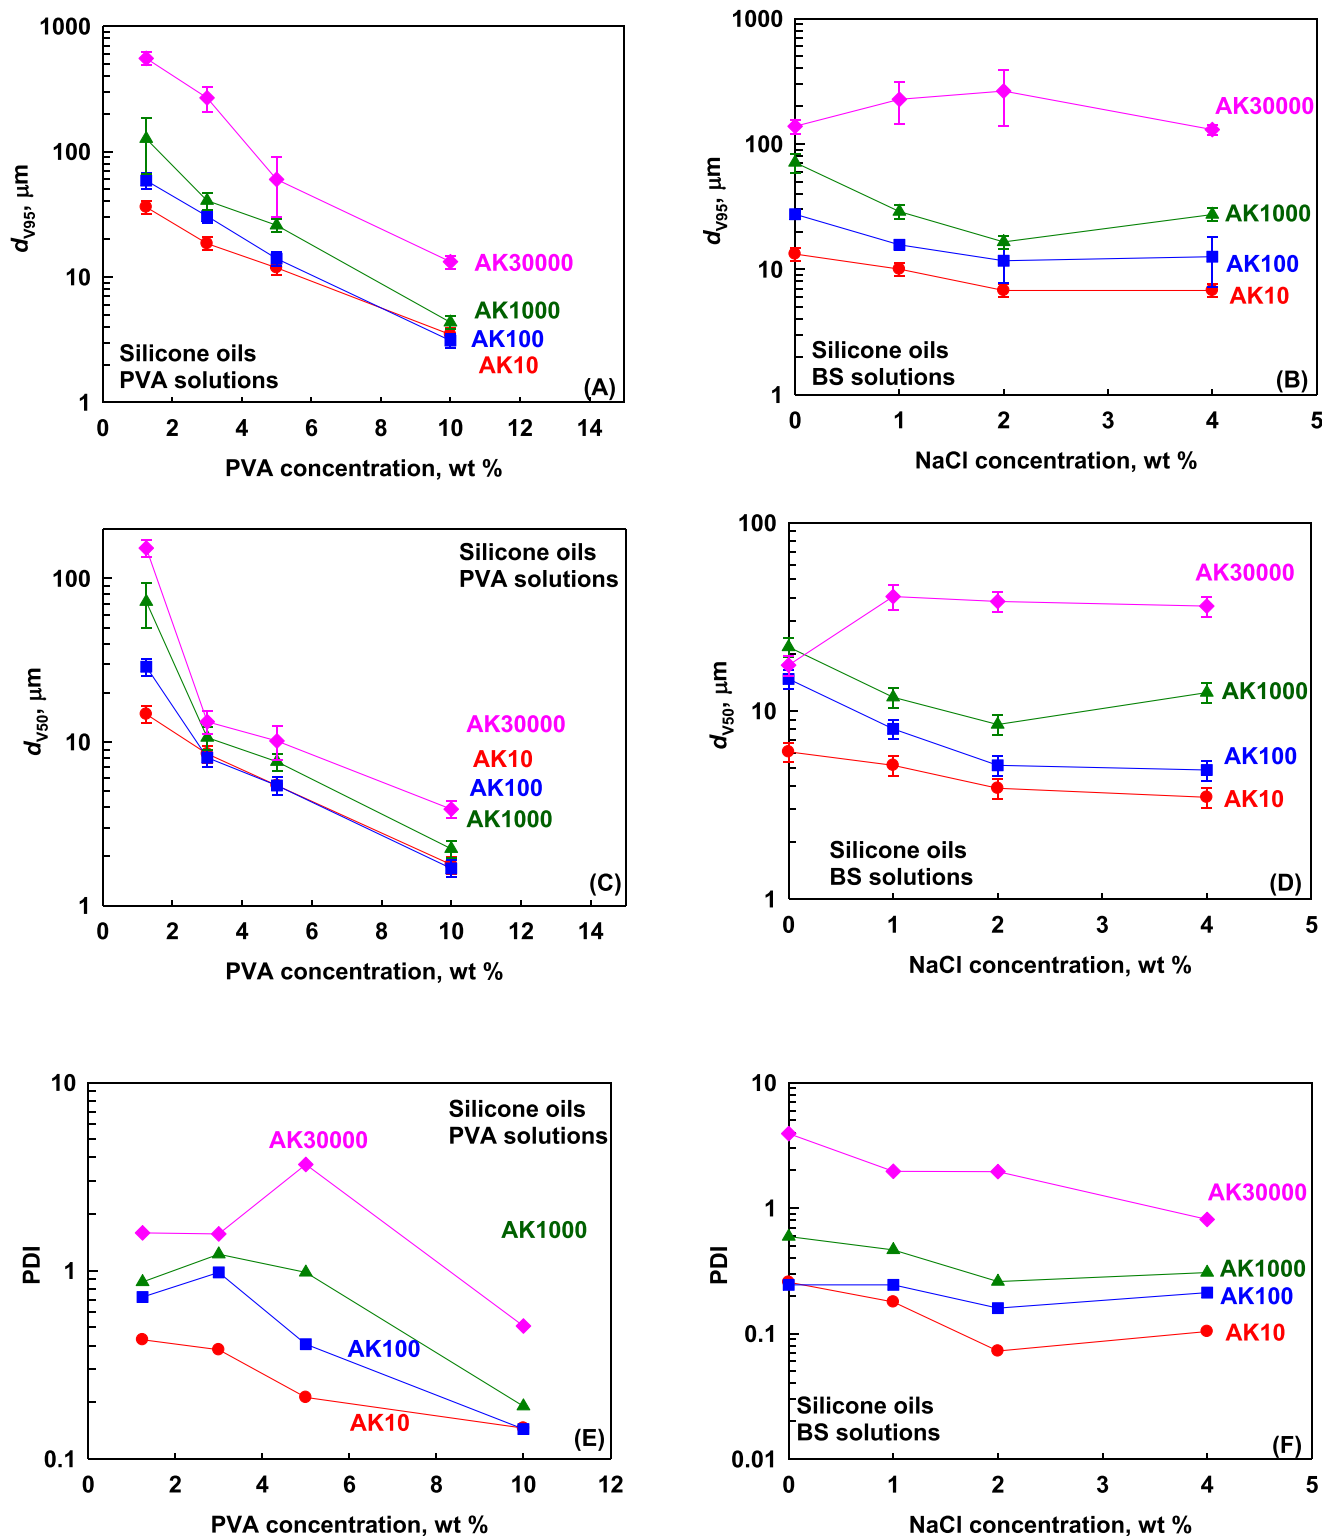 1000
100
10
1
d_V95, µm
AK30000
AK1000
AK100
AK10
Silicone oils
PVA solutions
(A)
0 2 4 6 8 10 12 14
PVA concentration, wt %
1000
100
10
1
d_V95, µm
AK30000
AK1000
AK100
AK10
Silicone oils
BS solutions
(B)
0 1 2 3 4 5
NaCl concentration, wt %
100
10
1
d_V50, µm
Silicone oils
PVA solutions
AK30000
AK10
AK100
AK1000
(C)
0 2 4 6 8 10 12 14
PVA concentration, wt %
100
10
1
d_V50, µm
AK30000
AK1000
AK100
AK10
Silicone oils
BS solutions
(D)
0 1 2 3 4 5
NaCl concentration, wt %
10
1
0.1
PDI
Silicone oils
PVA solutions
AK30000
AK1000
AK100
AK10
(E)
0 2 4 6 8 10 12
PVA concentration, wt %
10
1
0.1
0.01
PDI
AK30000
AK1000
AK100
AK10
Silicone oils
BS solutions
(F)
0 1 2 3 4 5
NaCl concentration, wt %